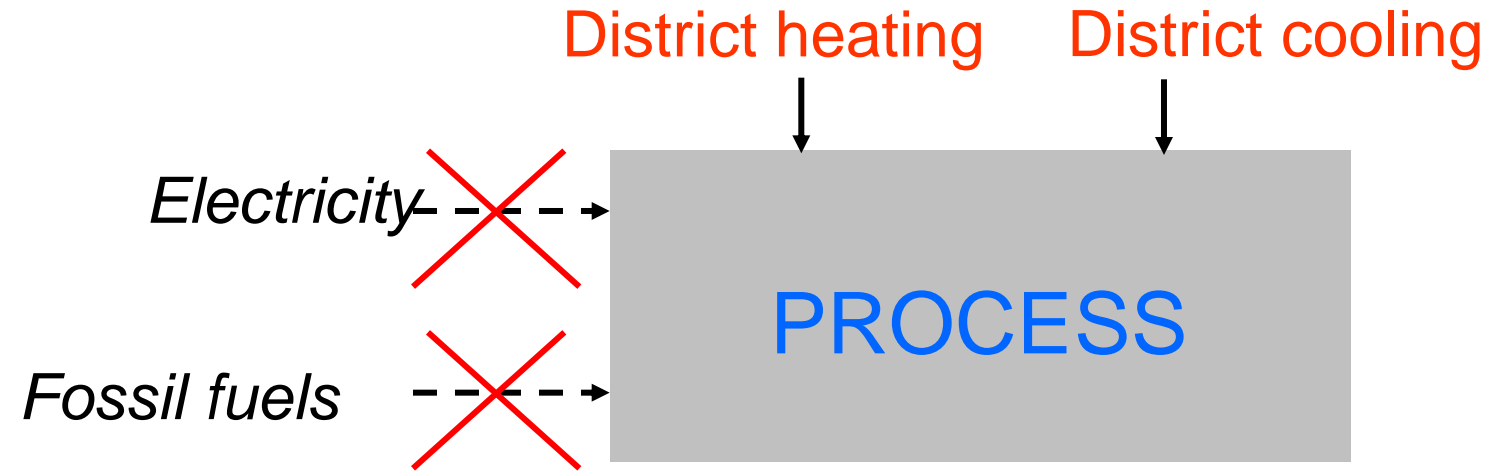 District heating
District cooling
Electricity
PROCESS
Fossil fuels